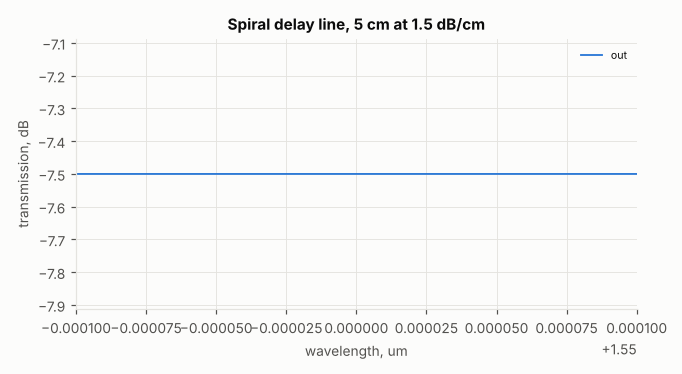 Spiral delay line, 5 cm at 1.5 dB/cm
out
transmission, dB
−7.1
−7.2
−7.3
−7.4
−7.5
−7.6
−7.7
−7.8
−7.9
−0.000100 −0.000075 −0.000050 −0.000025 0.000000 0.000025 0.000050 0.000075 0.000100
+1.55
wavelength, um